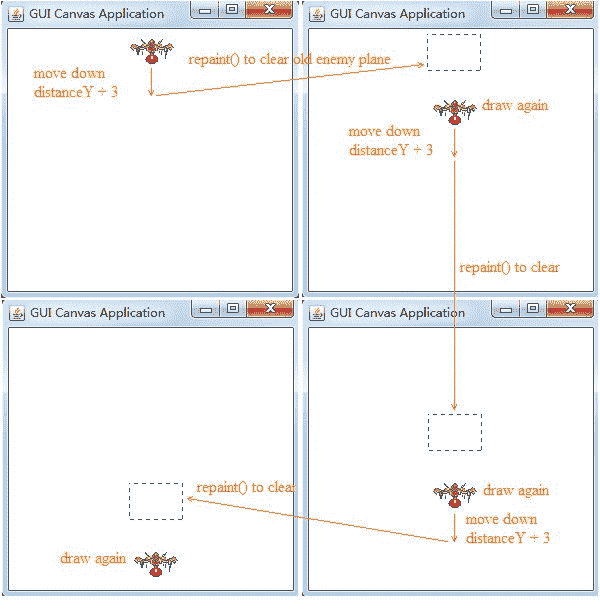 GUI Canvas Application
move down
distanceY + 3
repaint() to clear old enemy plane
GUI Canvas Application
draw again
move down
distanceY + 3
repaint() to clear
GUI Canvas Application
repaint() to clear
draw again
GUI Canvas Application
draw again
move down
distanceY + 3